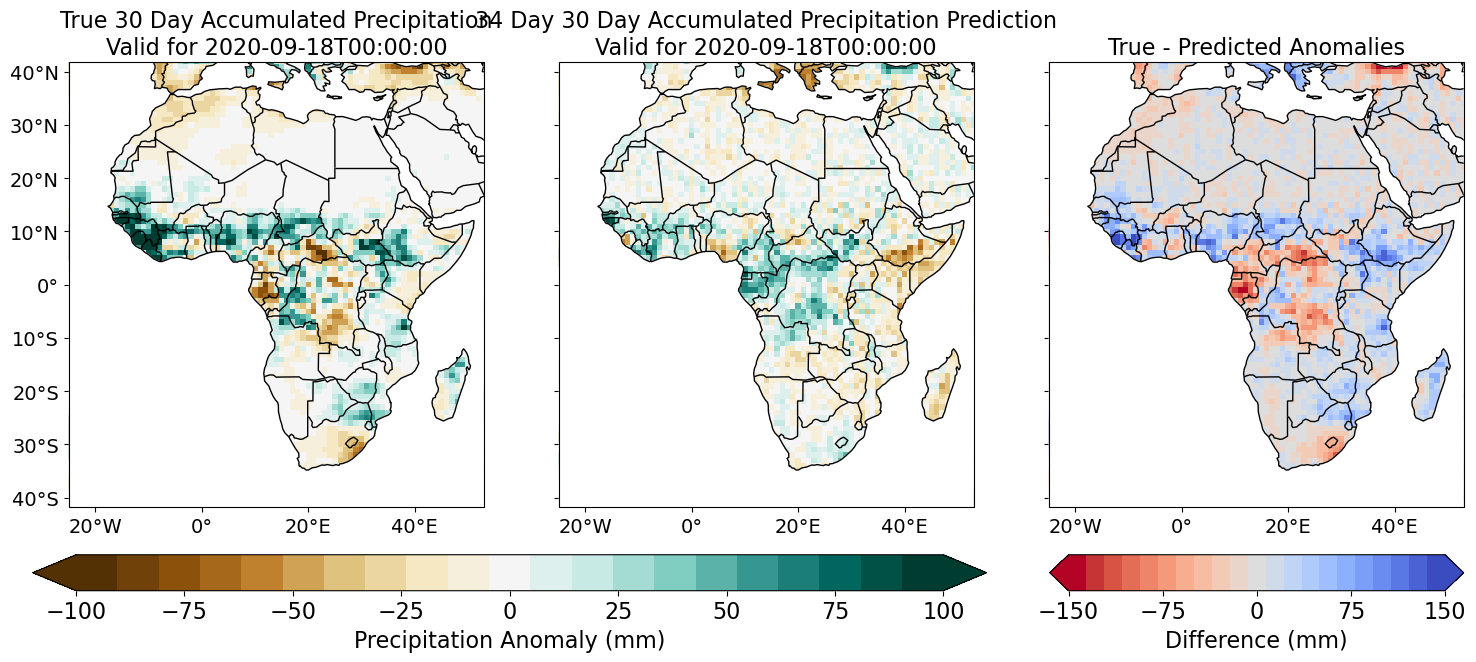 True 30 Day Accumulated Precipitation
Valid for 2020-09-18T00:00:00
34 Day 30 Day Accumulated Precipitation Prediction
Valid for 2020-09-18T00:00:00
True - Predicted Anomalies
40°N
30°N
20°N
10°N
0°
10°S
20°S
30°S
40°S
20°W 0° 20°E 40°E
20°W 0° 20°E 40°E
20°W 0° 20°E 40°E
−100 −75 −50 −25 0 25 50 75 100
Precipitation Anomaly (mm)
−150 −75 0 75 150
Difference (mm)